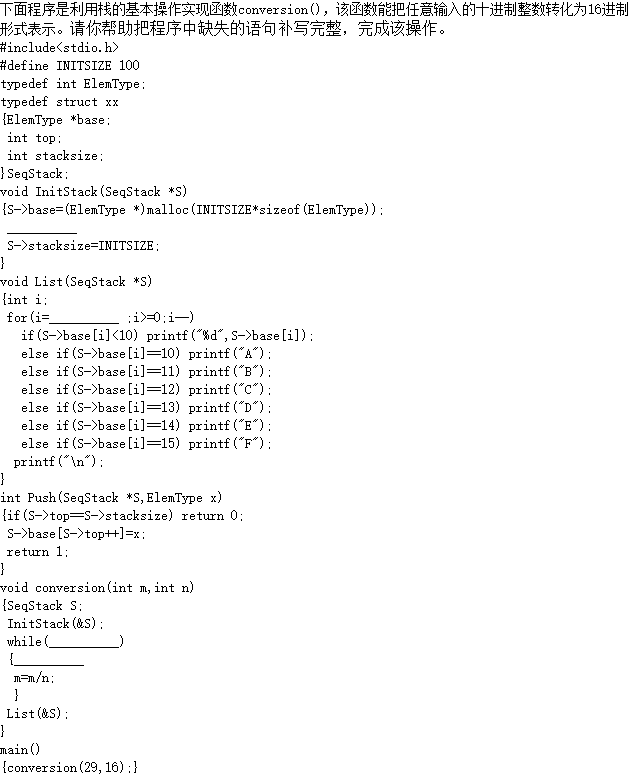 下面程序是利用栈的基本操作实现函数conversion()，该函数能把任意输入的十进制整数转化为16进制
形式表示。请你帮助把程序中缺失的语句补写完整，完成该操作。
#include<stdio.h>
#define INITSIZE 100
typedef int ElemType;
typedef struct xx
{ElemType *base;
 int top;
 int stacksize;
}SeqStack;
void InitStack(SeqStack *S)
{S->base=(ElemType *)malloc(INITSIZE*sizeof(ElemType));
 __________
 S->stacksize=INITSIZE;
}
void List(SeqStack *S)
{int i;
 for(i=__________ ;i>=0;i--)
   if(S->base[i]<10) printf("%d",S->base[i]);
   else if(S->base[i]==10) printf("A");
   else if(S->base[i]==11) printf("B");
   else if(S->base[i]==12) printf("C");
   else if(S->base[i]==13) printf("D");
   else if(S->base[i]==14) printf("E");
   else if(S->base[i]==15) printf("F");
  printf("\n");
}
int Push(SeqStack *S,ElemType x)
{if(S->top==S->stacksize) return 0;
 S->base[S->top++]=x;
 return 1;
}
void conversion(int m,int n)
{SeqStack S;
 InitStack(&S);
 while(__________)
 {__________
  m=m/n;
  }
 List(&S);
}
main()
{conversion(29,16);}